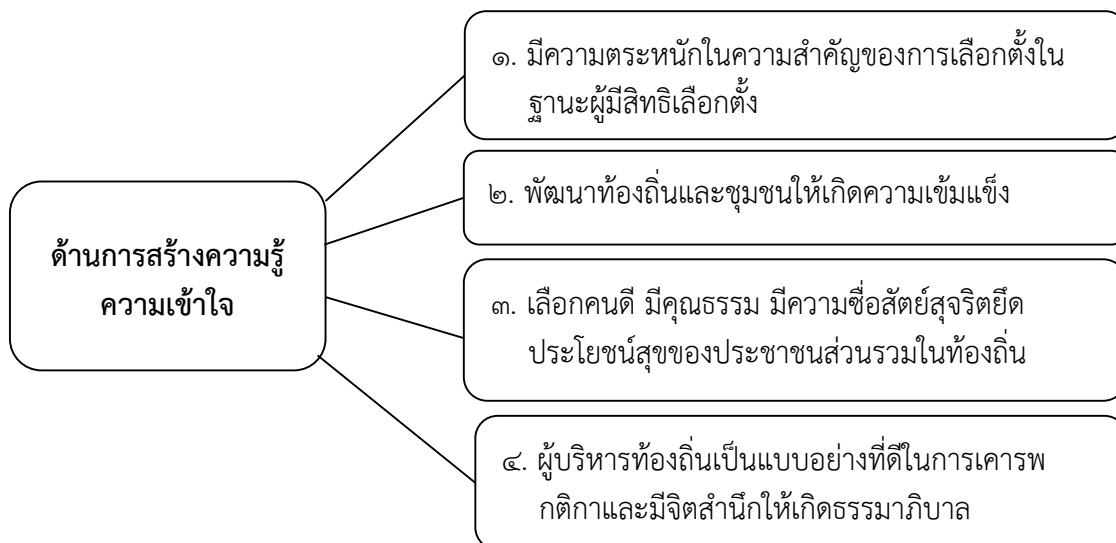 ด้านการสร้างความรู้
ความเข้าใจ
๑. มีความตระหนักในความสำคัญของการเลือกตั้งใน
ฐานะผู้มีสิทธิเลือกตั้ง
๒. พัฒนาท้องถิ่นและชุมชนให้เกิดความเข้มแข็ง
๓. เลือกคนดี มีคุณธรรม มีความซื่อสัตย์สุจริตยึด
ประโยชน์สุขของประชาชนส่วนรวมในท้องถิ่น
๔. ผู้บริหารท้องถิ่นเป็นแบบอย่างที่ดีในการเคารพ
กติกาและมีจิตสำนึกให้เกิดธรรมาภิบาล